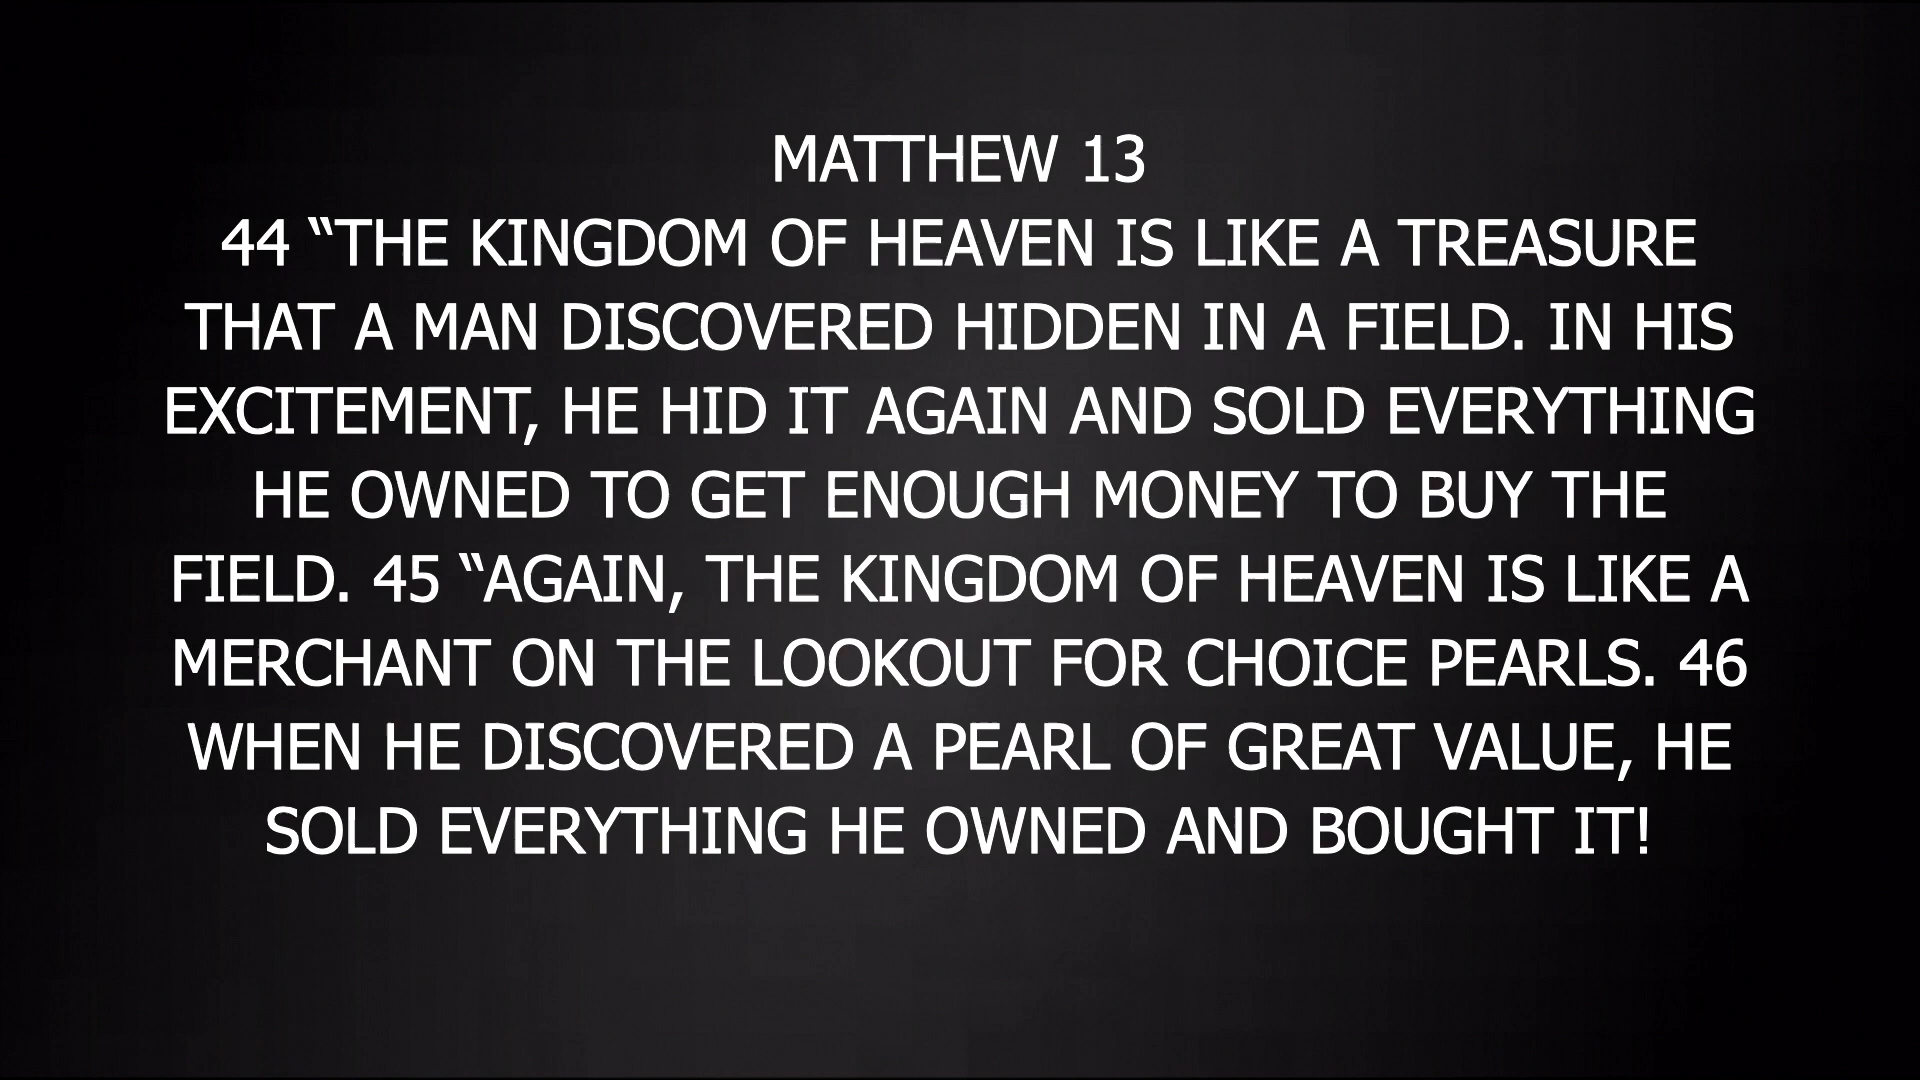 MATTHEW 13
44 “THE KINGDOM OF HEAVEN IS LIKE A TREASURE
THAT A MAN DISCOVERED HIDDEN IN A FIELD. IN HIS
EXCITEMENT, HE HID IT AGAIN AND SOLD EVERYTHING
HE OWNED TO GET ENOUGH MONEY TO BUY THE
FIELD. 45 “AGAIN, THE KINGDOM OF HEAVEN IS LIKE A
MERCHANT ON THE LOOKOUT FOR CHOICE PEARLS. 46
WHEN HE DISCOVERED A PEARL OF GREAT VALUE, HE
SOLD EVERYTHING HE OWNED AND BOUGHT IT!